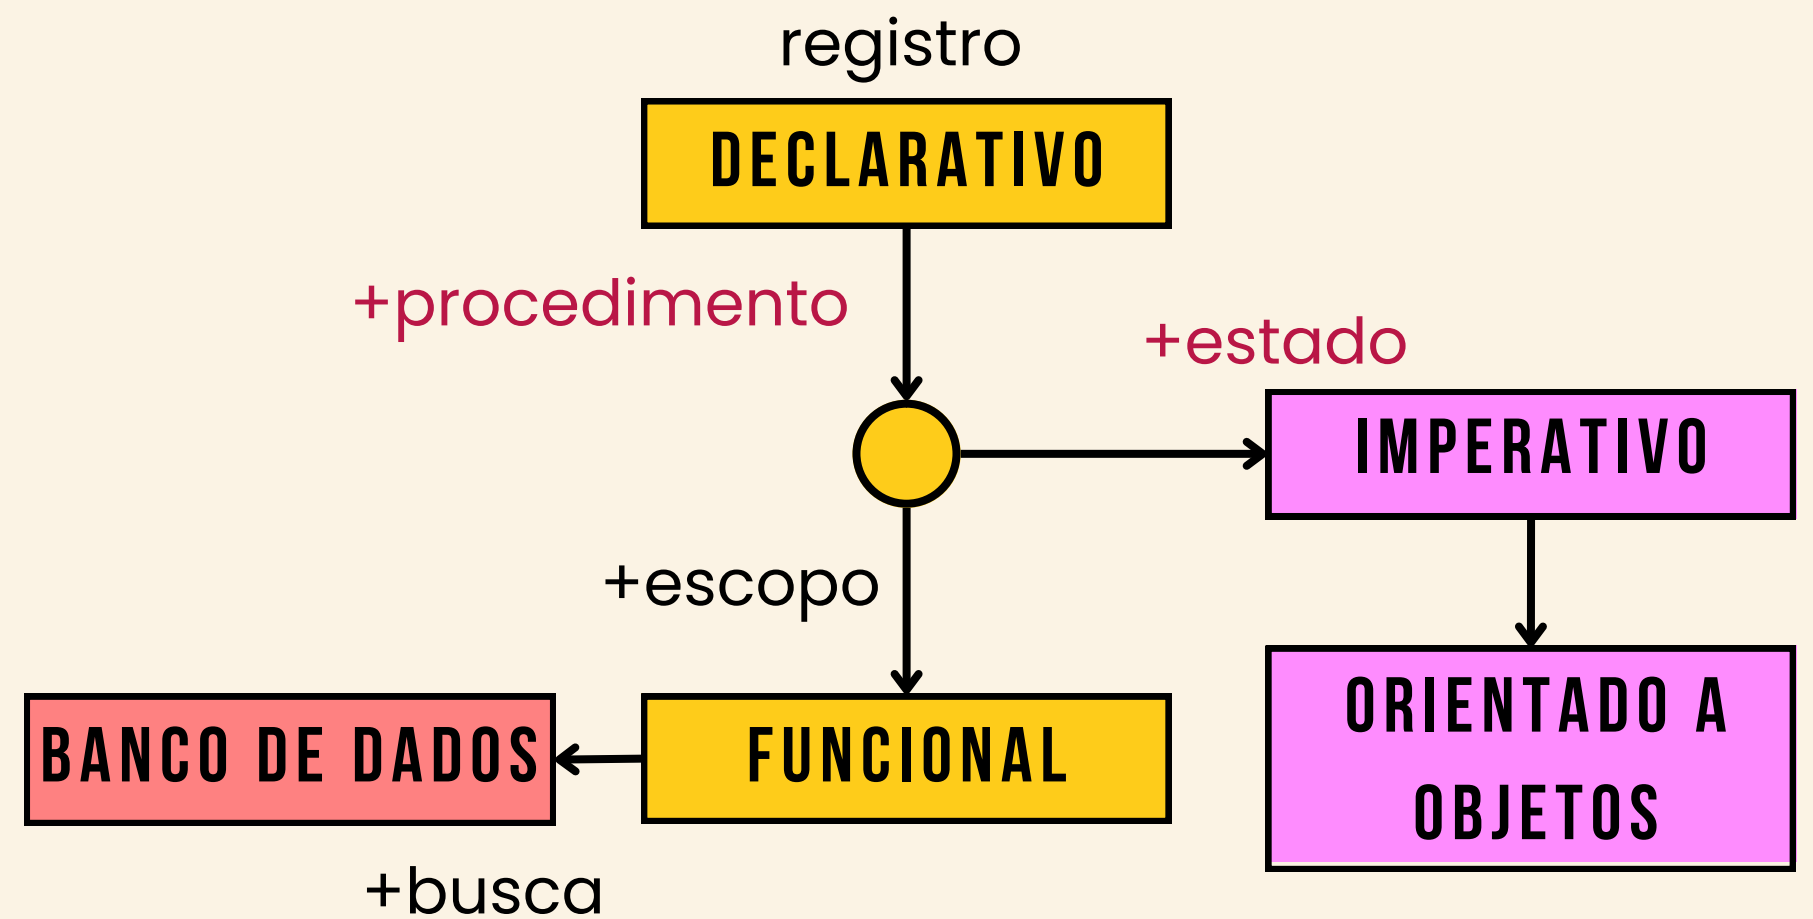 registro
DECLARATIVO
+procedimento
+estado
IMPERATIVO
+escopo
BANCO DE DADOS
FUNCIONAL
ORIENTADO A
OBJETOS
+busca